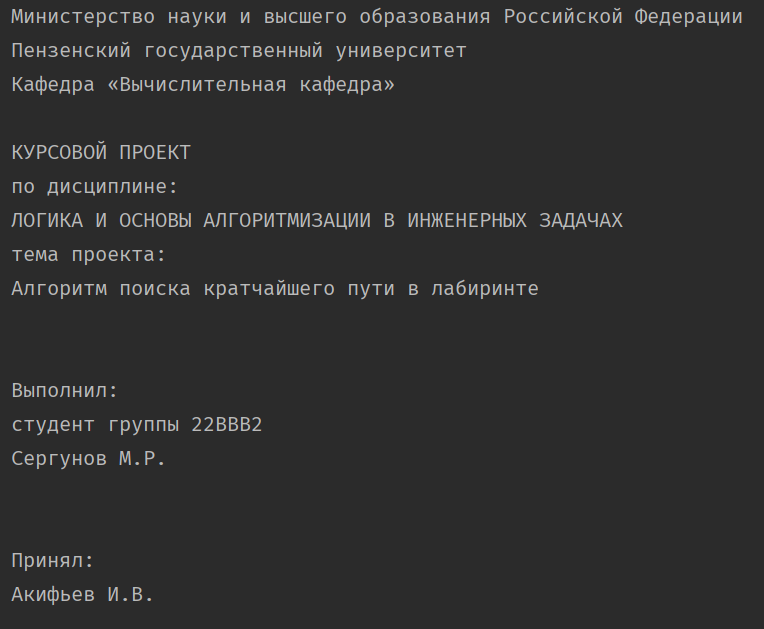 Министерство науки и высшего образования Российской Федерации
Пензенский государственный университет
Кафедра «Вычислительная кафедра»
КУРСОВОЙ ПРОЕКТ
по дисциплине:
ЛОГИКА И ОСНОВЫ АЛГОРИТМИЗАЦИИ В ИНЖЕНЕРНЫХ ЗАДАЧАХ
тема проекта:
Алгоритм поиска кратчайшего пути в лабиринте
Выполнил:
студент группы 22ВВВ2
Сергунов М.Р.
Принял:
Акифьев И.В.